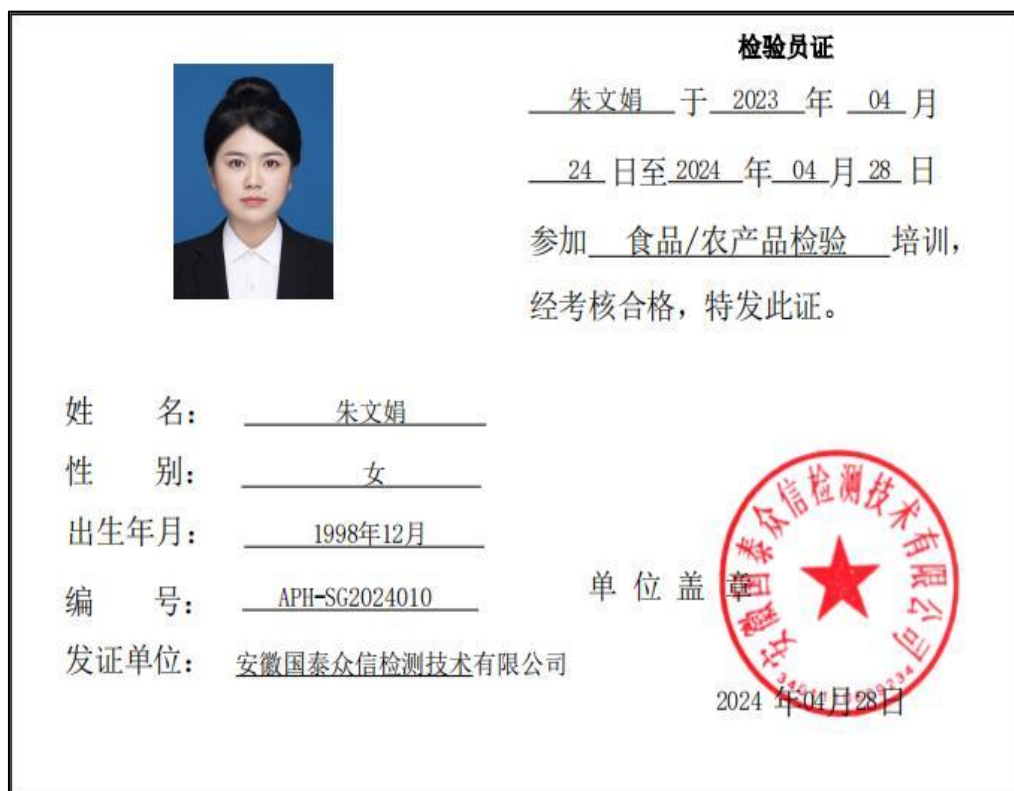 检验员证
朱文娟 于 2023 年 04 月
24 日至 2024 年 04 月 28 日
参加 食品/农产品检验 培训，
经考核合格，特发此证。
姓 名： 朱文娟
性 别： 女
出生年月： 1998年12月
编 号： APH-SG2024010
发证单位： 安徽国泰众信检测技术有限公司
单 位 盖 章
安徽国泰众信检测技术有限公司
2024 年04月28日